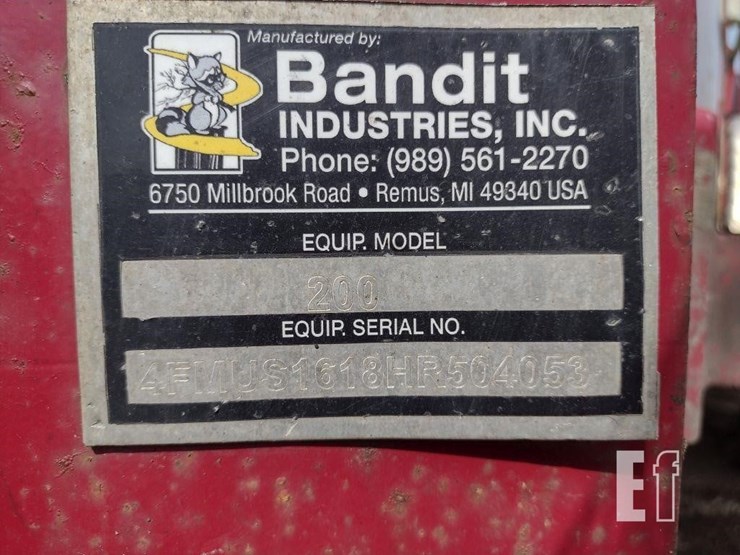 Manufactured by:
Bandit
INDUSTRIES, INC.
Phone: (989) 561-2270
6750 Millbrook Road • Remus, MI 49340 USA
EQUIP. MODEL
200
EQUIP. SERIAL NO.
4FMUS1618HR504053
Ef